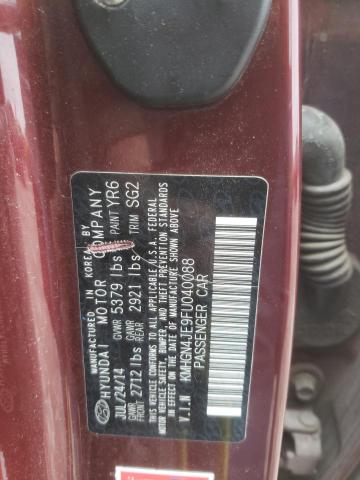 MANUFACTURED IN KOREA BY
HYUNDAI MOTOR COMPANY
JUL/24/14 GVWR 5379 lbs PAINT YR6
FRONT 2712 lbs GVWR REAR 2921 lbs TRIM SG2
THIS VEHICLE CONFORMS TO ALL APPLICABLE U.S.A. FEDERAL
MOTOR VEHICLE SAFETY, BUMPER, AND THEFT PREVENTION
STANDARDS IN EFFECT ON THE DATE OF MANUFACTURE SHOWN ABOVE.
V.I.N KMHGN4JE9FU040088
PASSENGER CAR